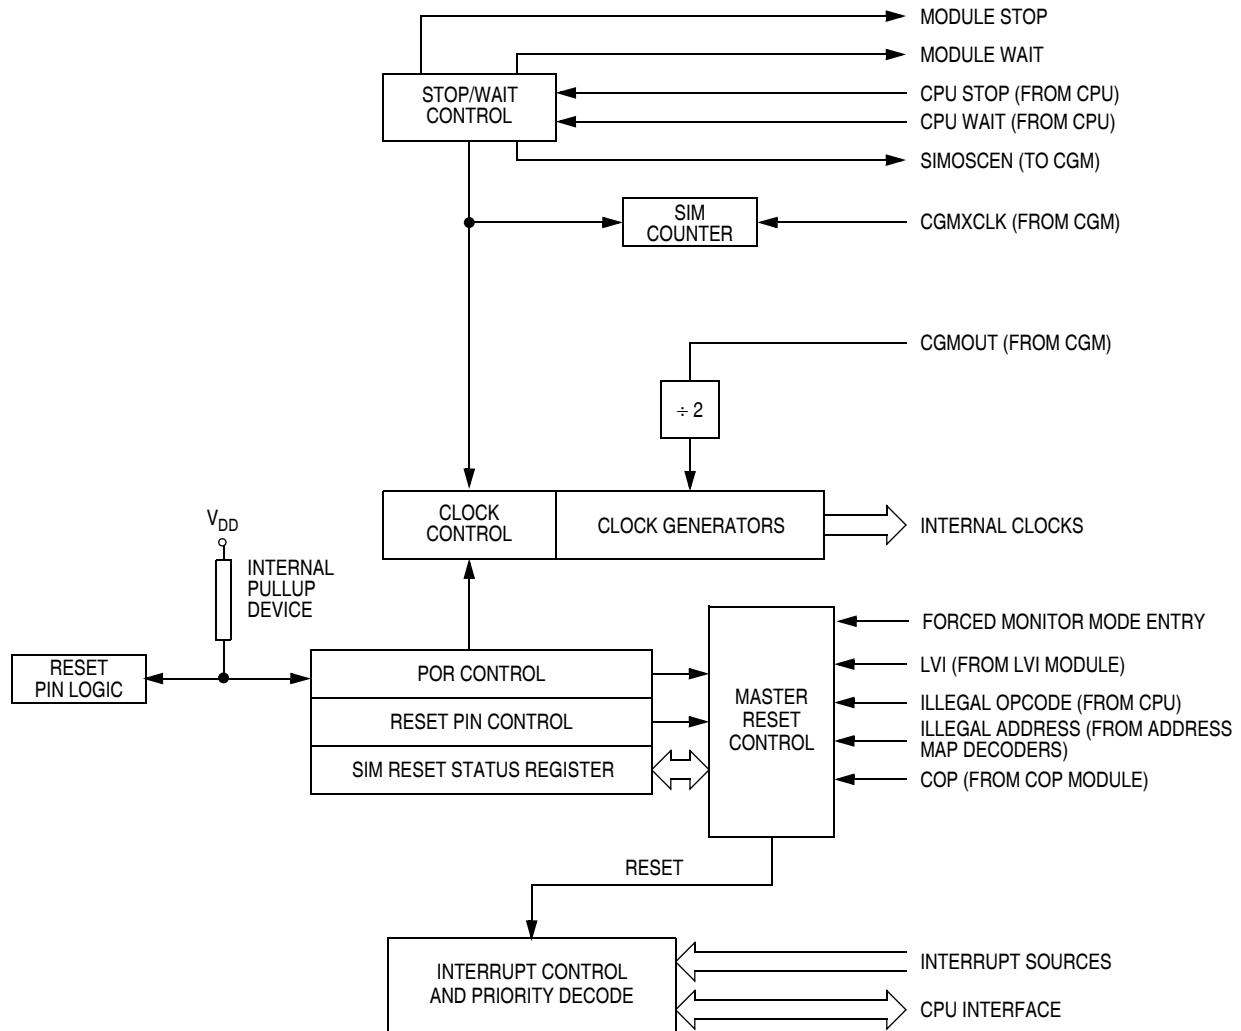 MODULE STOP
MODULE WAIT
STOP/WAIT
CONTROL
CPU STOP (FROM CPU)
CPU WAIT (FROM CPU)
SIMOSCEN (TO CGM)
SIM
COUNTER
CGMXCLK (FROM CGM)
CGMOUT (FROM CGM)
÷ 2
CLOCK
CONTROL
CLOCK GENERATORS
INTERNAL CLOCKS
VDD
INTERNAL
PULLUP
DEVICE
RESET
PIN LOGIC
POR CONTROL
RESET PIN CONTROL
SIM RESET STATUS REGISTER
MASTER
RESET
CONTROL
FORCED MONITOR MODE ENTRY
LVI (FROM LVI MODULE)
ILLEGAL OPCODE (FROM CPU)
ILLEGAL ADDRESS (FROM ADDRESS
MAP DECODERS)
COP (FROM COP MODULE)
RESET
INTERRUPT CONTROL
AND PRIORITY DECODE
INTERRUPT SOURCES
CPU INTERFACE